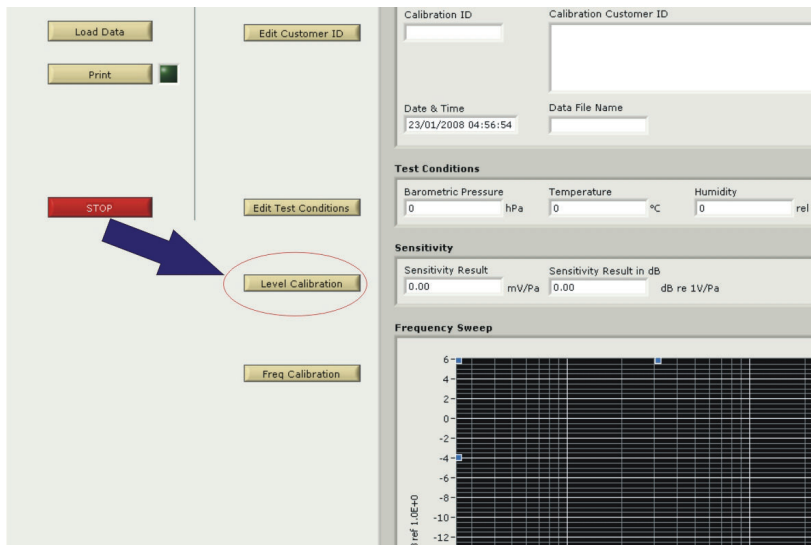 Load Data
Print
STOP
Edit Customer ID
Edit Test Conditions
Level Calibration
Freq Calibration
Calibration ID
Calibration Customer ID
Date & Time
Data File Name
23/01/2008 04:56:54
Test Conditions
Barometric Pressure
Temperature
Humidity
0 hPa
0 °C
0 rel
Sensitivity
Sensitivity Result
Sensitivity Result in dB
0.00 mV/Pa
0.00 dB re 1V/Pa
Frequency Sweep
6
4
2
0
-2
-4
-6
-8
-10
-12
ref 1.0E+0